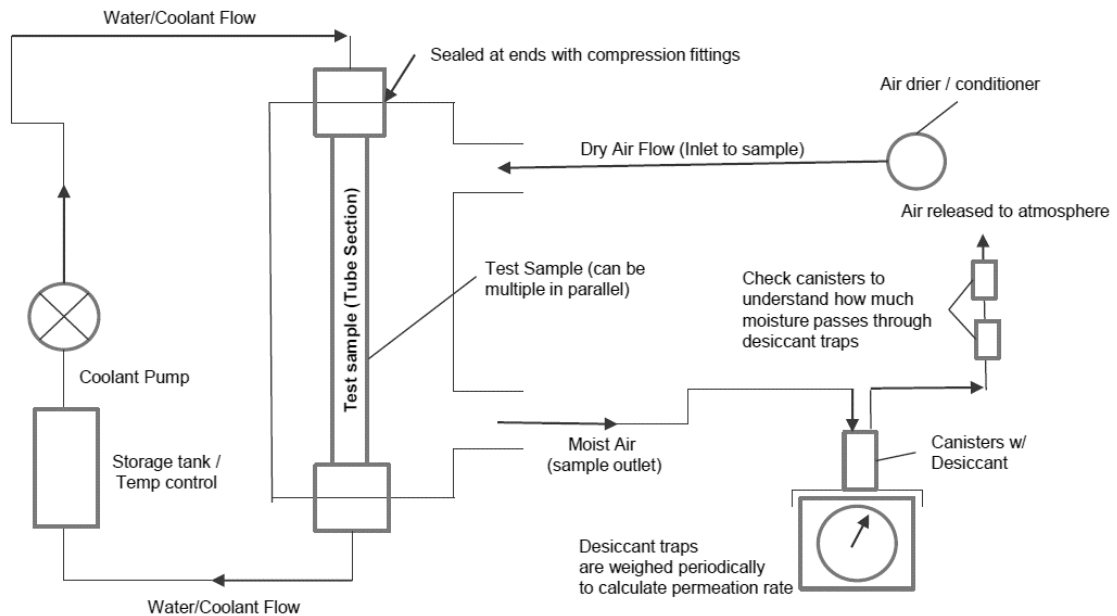 Water/Coolant Flow
Sealed at ends with compression fittings
Air drier / conditioner
Dry Air Flow (Inlet to sample)
Air released to atmosphere
Test sample (Tube Section)
Test Sample (can be
multiple in parallel)
Check canisters to
understand how much
moisture passes through
desiccant traps
Coolant Pump
Storage tank /
Temp control
Moist Air
(sample outlet)
Canisters w/
Desiccant
Desiccant traps
are weighed periodically
to calculate permeation rate
Water/Coolant Flow